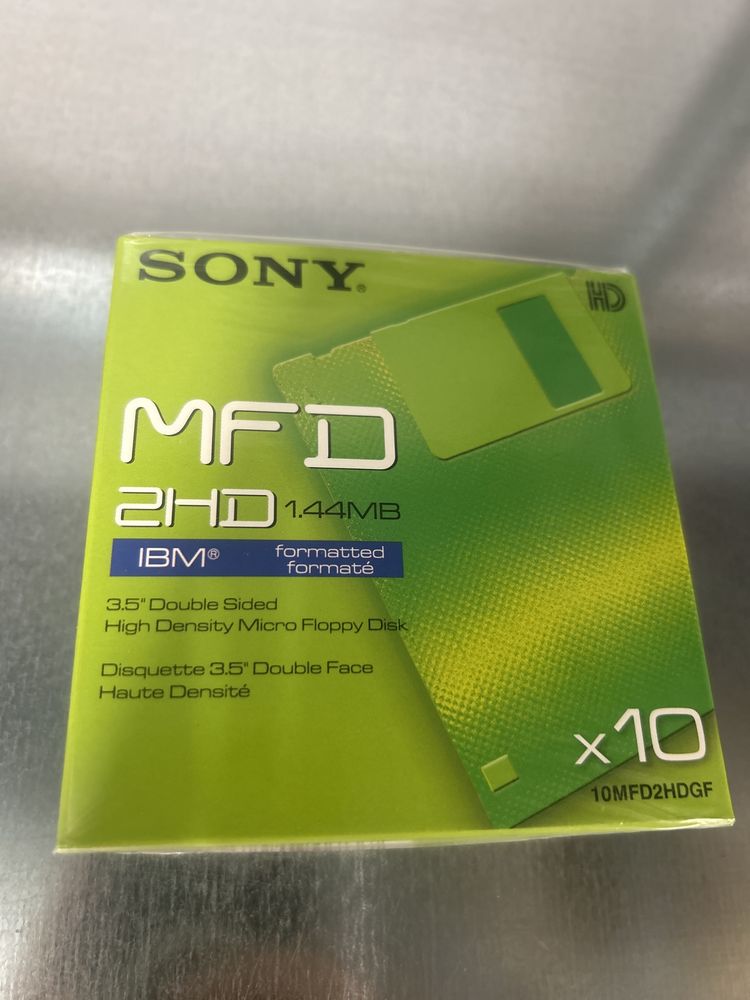 SONY®
HD
MFD
2HD 1.44MB
IBM® formatted
formaté
3.5" Double Sided
High Density Micro Floppy Disk
Disquette 3.5" Double Face
Haute Densité
x10
10MFD2HDGF